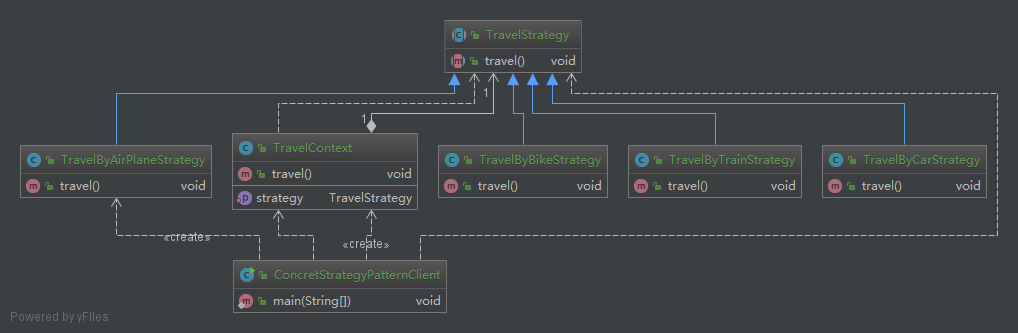 TravelStrategy
travel() void
1
1
TravelByAirPlaneStrategy
travel() void
TravelContext
travel() void
strategy TravelStrategy
TravelByBikeStrategy
travel() void
TravelByTrainStrategy
travel() void
TravelByCarStrategy
travel() void
«create»
«create»
ConcretStrategyPatternClient
main(String[]) void
Powered by yFiles